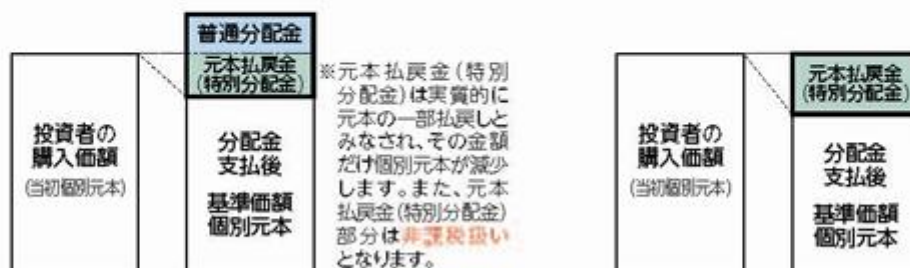 普通分配金
元本払戻金
(特別分配金)
投資者の
購入価額
(当初個別元本)
分配金
支払後
基準価額
個別元本
※元本払戻金(特別
分配金)は実質的に
元本の一部払戻しと
みなされ、その金額
だけ個別元本が減少
します。また、元本
払戻金(特別分配金)
部分は非課税扱い
となります。
投資者の
購入価額
(当初個別元本)
元本払戻金
(特別分配金)
分配金
支払後
基準価額
個別元本